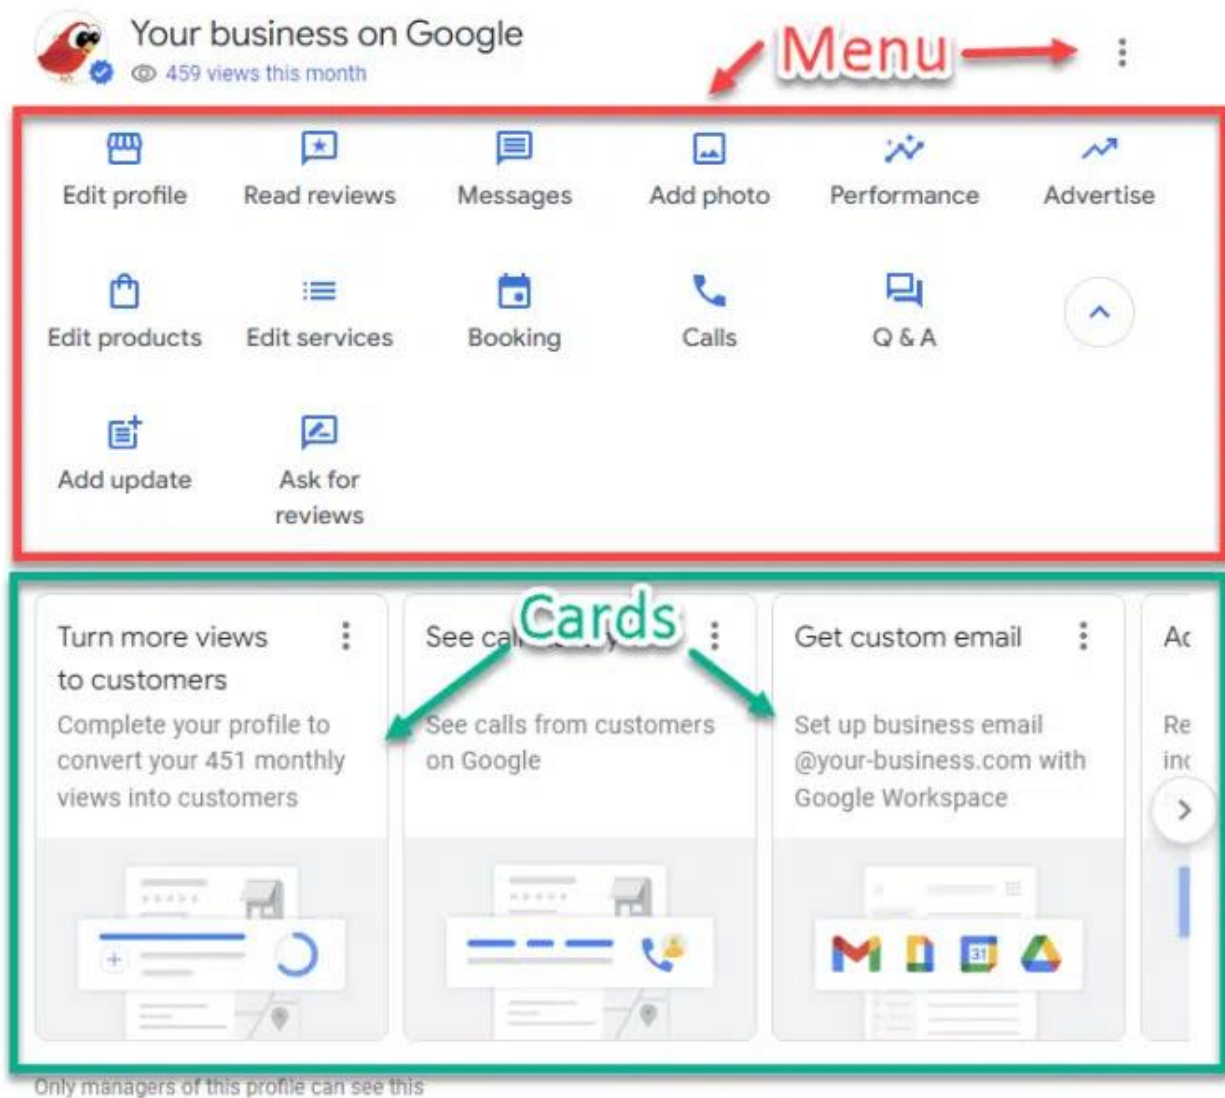 Your business on Google
459 views this month
Menu
Edit profile
Read reviews
Messages
Add photo
Performance
Advertise
Edit products
Edit services
Booking
Calls
Q & A
Add update
Ask for
reviews
Cards
Turn more views
to customers
Complete your profile to
convert your 451 monthly
views into customers
See
See calls from customers
on Google
Get custom email
Set up business email
@your-business.com with
Google Workspace
31
Only managers of this profile can see this